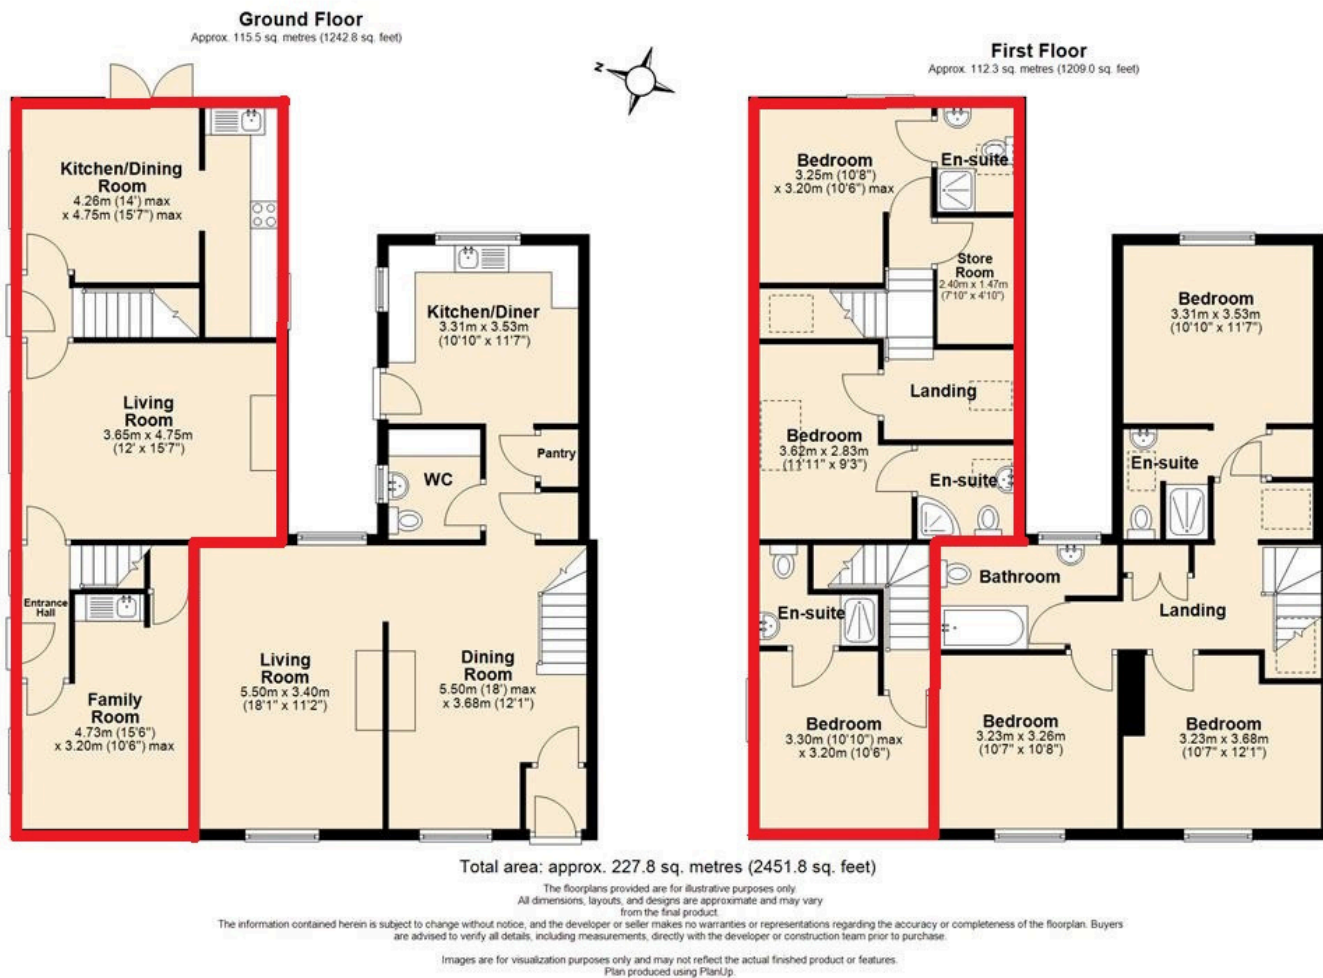 Ground Floor
Approx. 115.5 sq. metres (1242.8 sq. feet)
N
Kitchen/Dining
Room
4.26m (14') max
x 4.75m (15'7") max
Kitchen/Diner
3.31m x 3.53m
(10'10" x 11'7")
Living
Room
3.65m x 4.75m
(12' x 15'7")
WC
Pantry
Entrance
Hall
Family
Room
4.73m (15'6")
x 3.20m (10'6") max
Living
Room
5.50m x 3.40m
(18'1" x 11'2")
Dining
Room
5.50m (18') max
x 3.68m (12'1")
First Floor
Approx. 112.3 sq. metres (1209.0 sq. feet)
Bedroom
3.25m (10'8")
x 3.20m (10'6") max
En-suite
Store
Room
2.40m x 1.47m
(7'10" x 4'10")
Bedroom
3.31m x 3.53m
(10'10" x 11'7")
Landing
Bedroom
3.62m x 2.83m
(11'11" x 9'3")
En-suite
En-suite
Bathroom
En-suite
Landing
Bedroom
3.30m (10'10") max
x 3.20m (10'6")
Bedroom
3.23m x 3.26m
(10'7" x 10'8")
Bedroom
3.23m x 3.68m
(10'7" x 12'1")
Total area: approx. 227.8 sq. metres (2451.8 sq. feet)
The floorplans provided are for illustrative purposes only.
All dimensions, layouts, and designs are approximate and may vary
from the final product.
The information contained herein is subject to change without notice, and the developer or seller makes no warranties or representations regarding the accuracy or completeness of the floorplan. Buyers
are advised to verify all details, including measurements, directly with the developer or construction team prior to purchase.
Images are for visualization purposes only and may not reflect the actual finished product or features.
Plan produced using PlanUp.